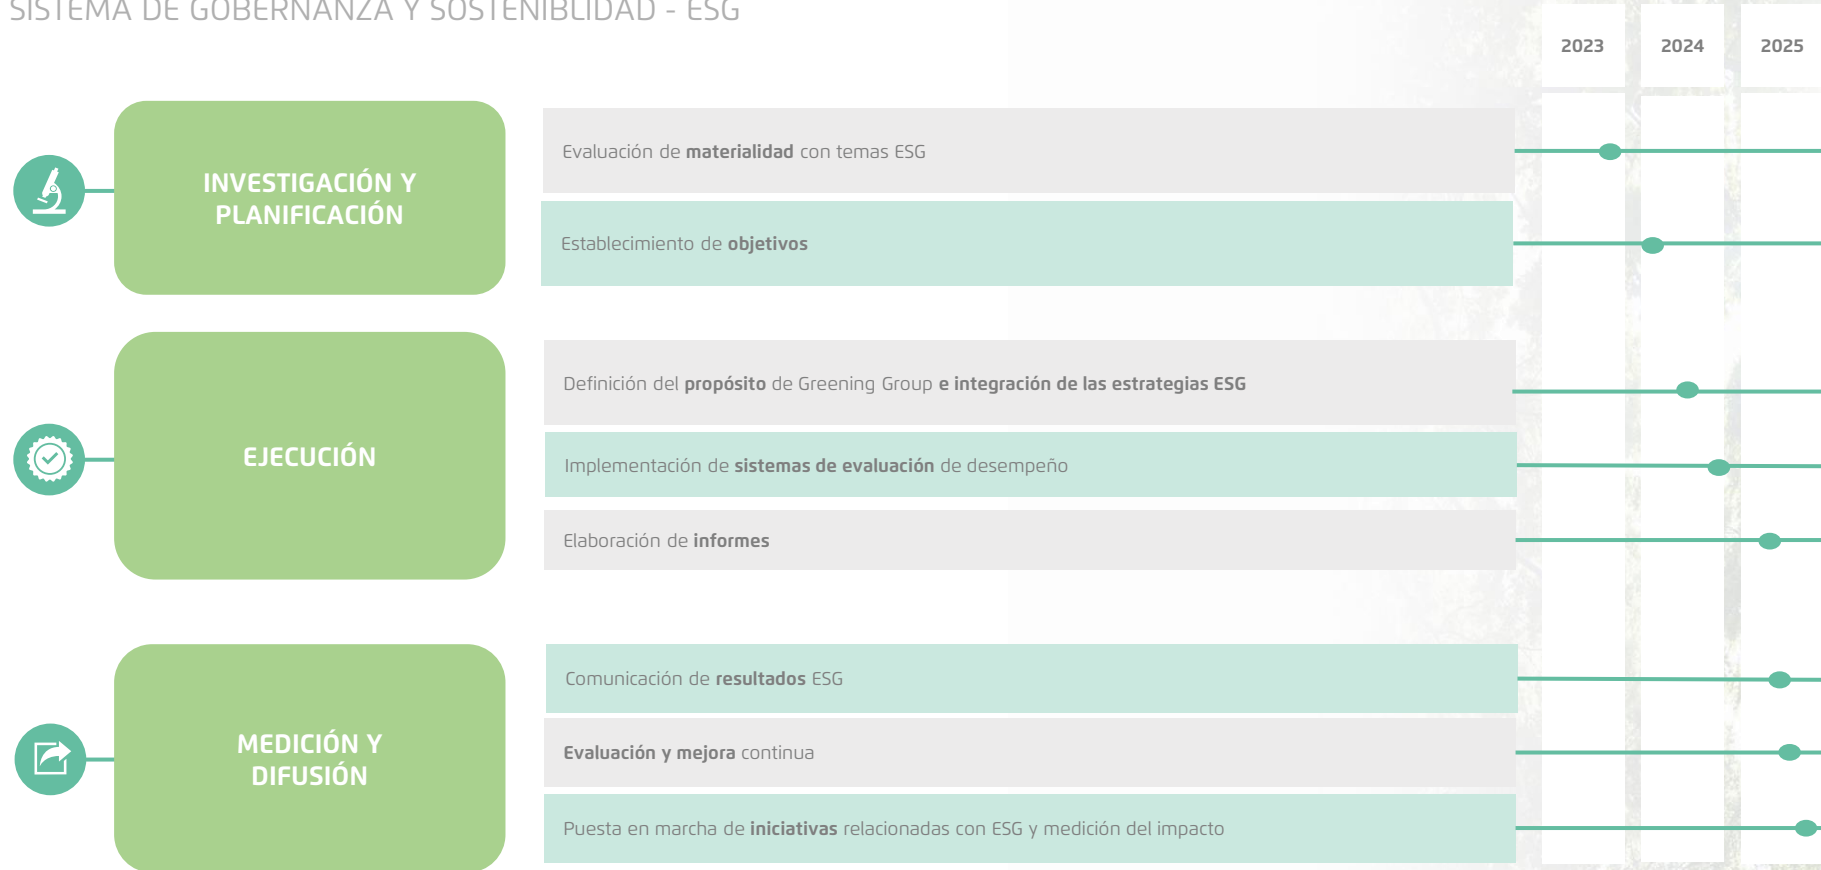 SISTEMA DE GOBERNANZA Y SOSTENIBLIDAD - ESG
2023 2024 2025
INVESTIGACIÓN Y
PLANIFICACIÓN
Evaluación de materialidad con temas ESG
Establecimiento de objetivos
EJECUCIÓN
Definición del propósito de Greening Group e integración de las estrategias ESG
Implementación de sistemas de evaluación de desempeño
Elaboración de informes
MEDICIÓN Y
DIFUSIÓN
Comunicación de resultados ESG
Evaluación y mejora continua
Puesta en marcha de iniciativas relacionadas con ESG y medición del impacto